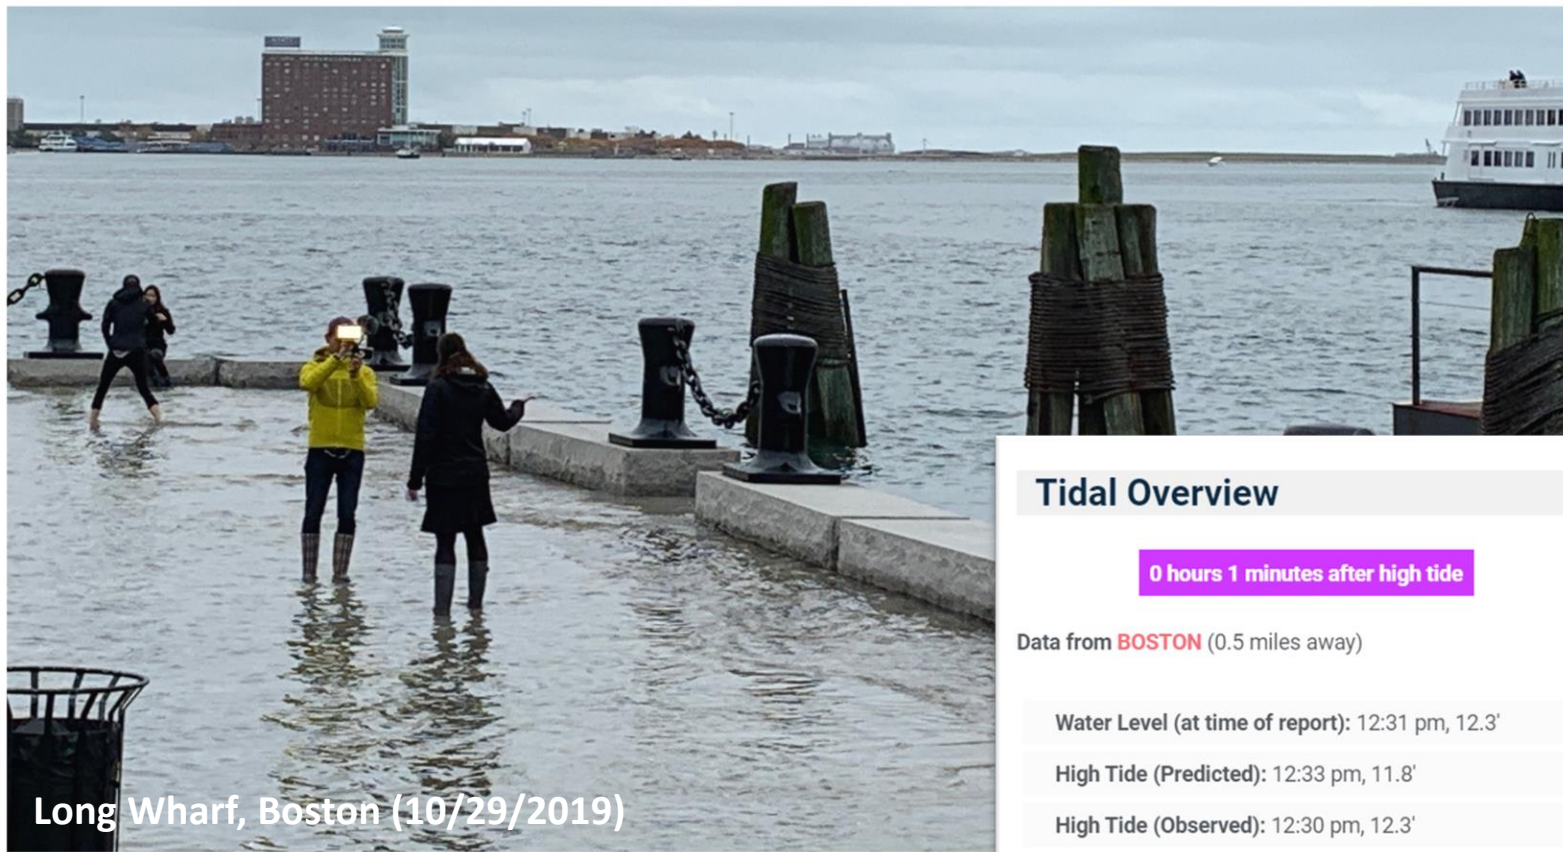 Long Wharf, Boston (10/29/2019)
Tidal Overview
0 hours 1 minutes after high tide
Data from BOSTON (0.5 miles away)
Water Level (at time of report): 12:31 pm, 12.3'
High Tide (Predicted): 12:33 pm, 11.8'
High Tide (Observed): 12:30 pm, 12.3'